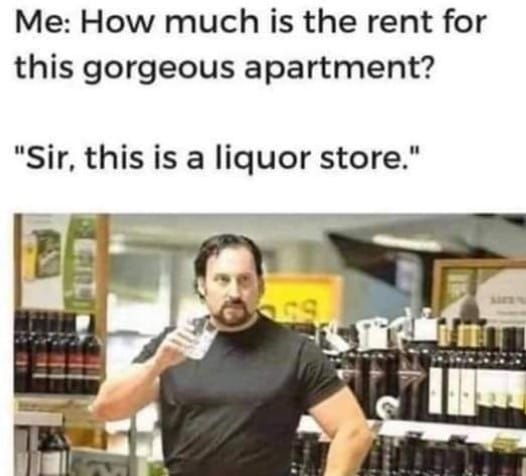 Me: How much is the rent for
this gorgeous apartment?
"Sir, this is a liquor store."